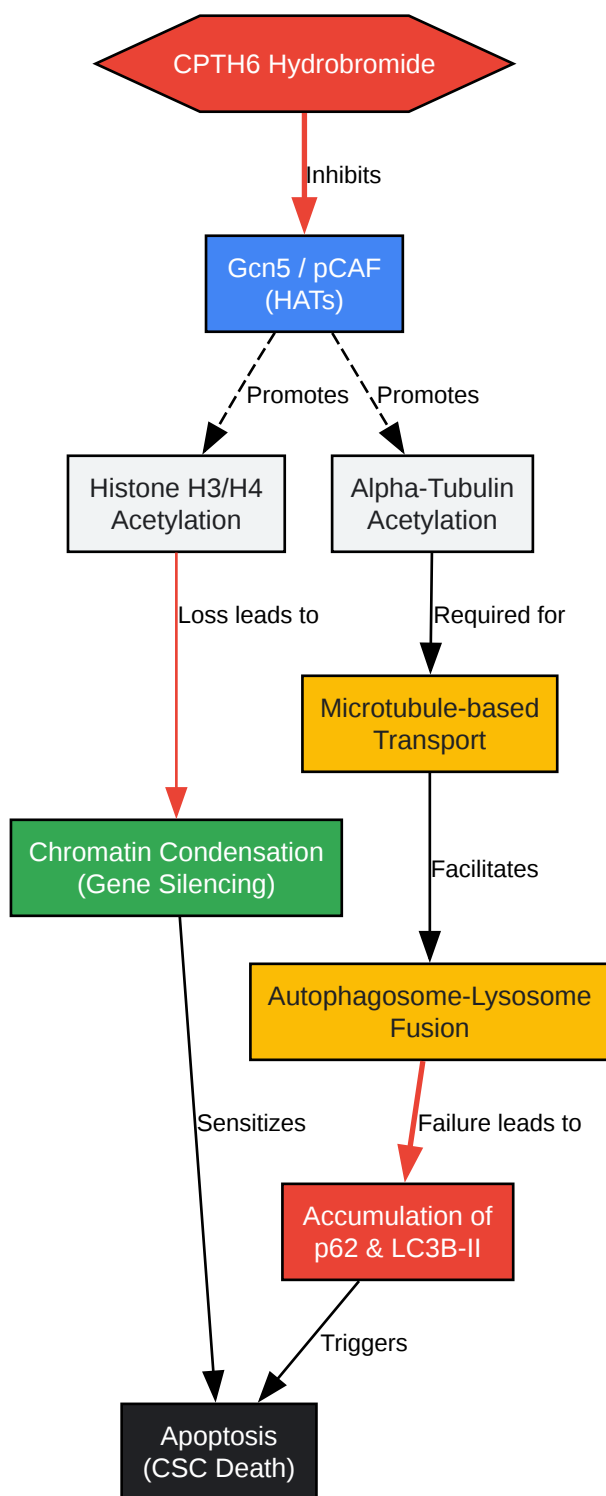 CPTH6 Hydrobromide
Inhibits
Gcn5 / pCAF
(HATs)
Promotes
Promotes
Histone H3/H4
Acetylation
Alpha-Tubulin
Acetylation
Loss leads to
Required for
Microtubule-based
Transport
Chromatin Condensation
(Gene Silencing)
Facilitates
Autophagosome-Lysosome
Fusion
Sensitizes
Failure leads to
Accumulation of
p62 & LC3B-II
Triggers
Apoptosis
(CSC Death)